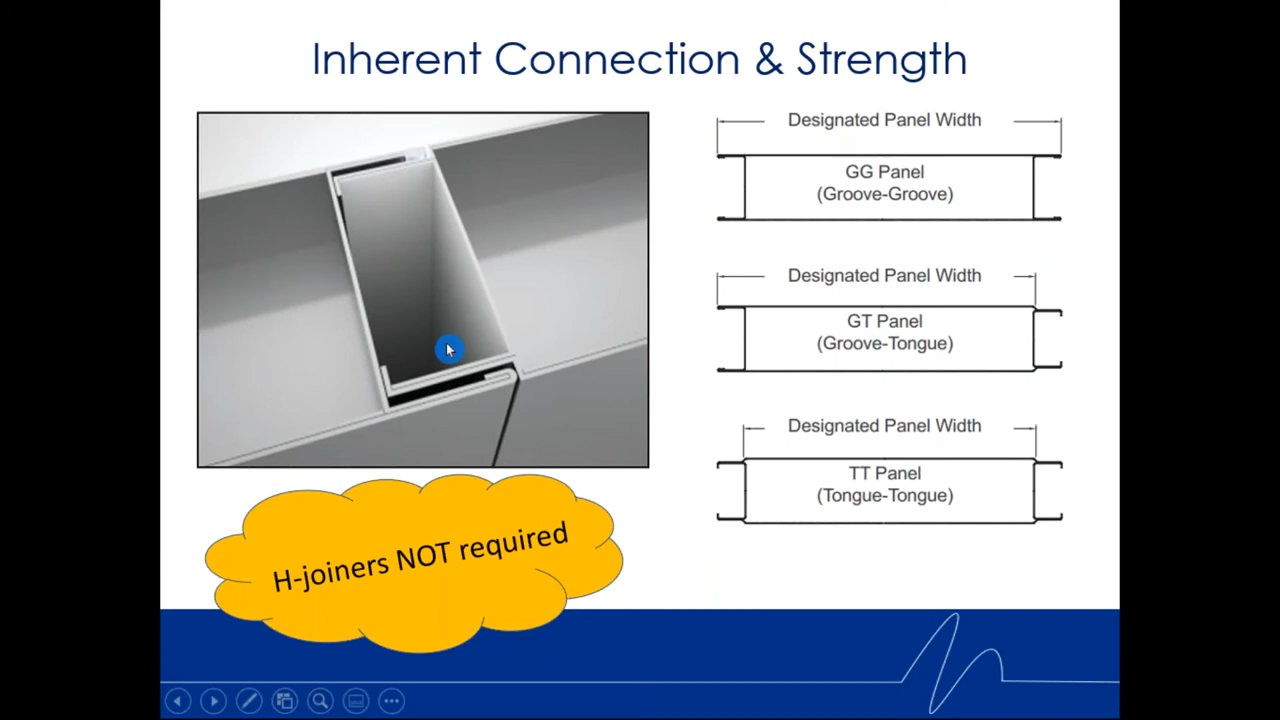 Inherent Connection & Strength
Designated Panel Width
GG Panel
(Groove-Groove)
Designated Panel Width
GT Panel
(Groove-Tongue)
Designated Panel Width
TT Panel
(Tongue-Tongue)
H-joiners NOT required